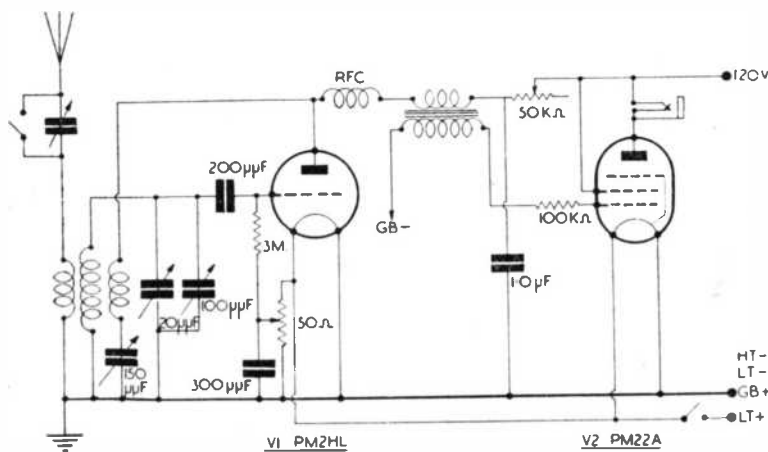 RFC
120V
50KΩ
200μμF
GB-
100KΩ
3M
1·0μF
20μμF
100μμF
50Ω
150
μμF
300μμF
HT-
LT-
GB+
LT+
V1 PM2HL
V2 PM22A